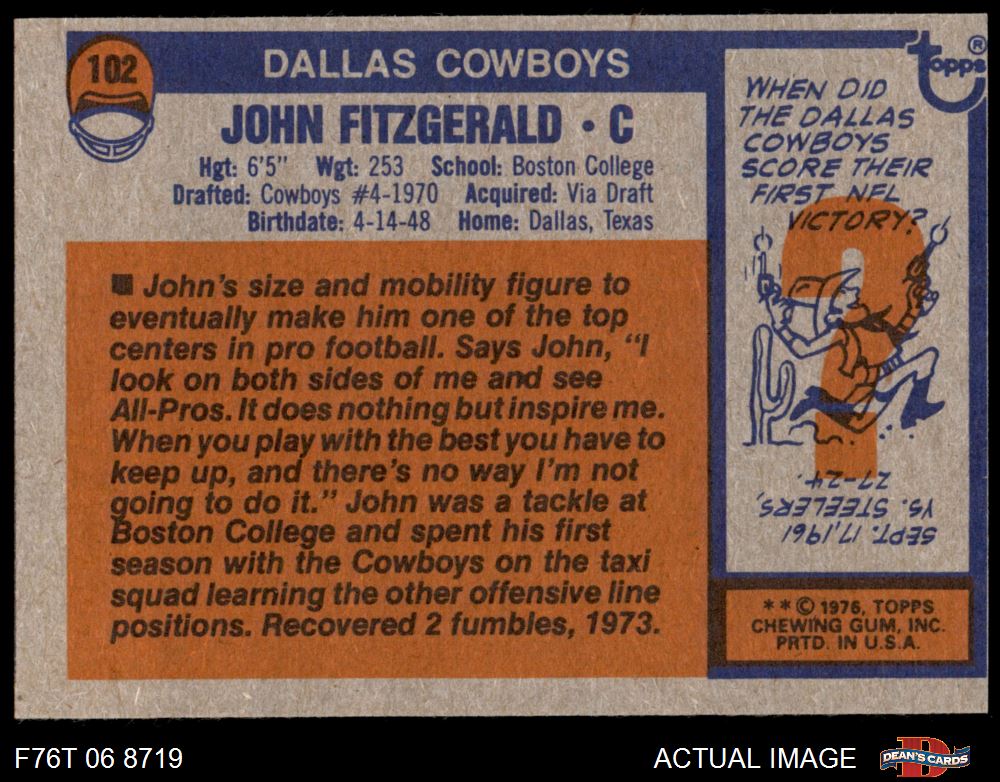 102
DALLAS COWBOYS
JOHN FITZGERALD • C
Hgt: 6'5" Wgt: 253 School: Boston College
Drafted: Cowboys #4-1970 Acquired: Via Draft
Birthdate: 4-14-48 Home: Dallas, Texas
■ John's size and mobility figure to
eventually make him one of the top
centers in pro football. Says John, "I
look on both sides of me and see
All-Pros. It does nothing but inspire me.
When you play with the best you have to
keep up, and there's no way I'm not
going to do it." John was a tackle at
Boston College and spent his first
season with the Cowboys on the taxi
squad learning the other offensive line
positions. Recovered 2 fumbles, 1973.
topps®
WHEN DID
THE DALLAS
COWBOYS
SCORE THEIR
FIRST NFL
VICTORY?
?
SEPT. 17, 1961
VS. STEELERS,
27-24.
**© 1976, TOPPS
CHEWING GUM, INC.
PRTD. IN U.S.A.
F76T 06 8719
ACTUAL IMAGE
DEAN'S CARDS